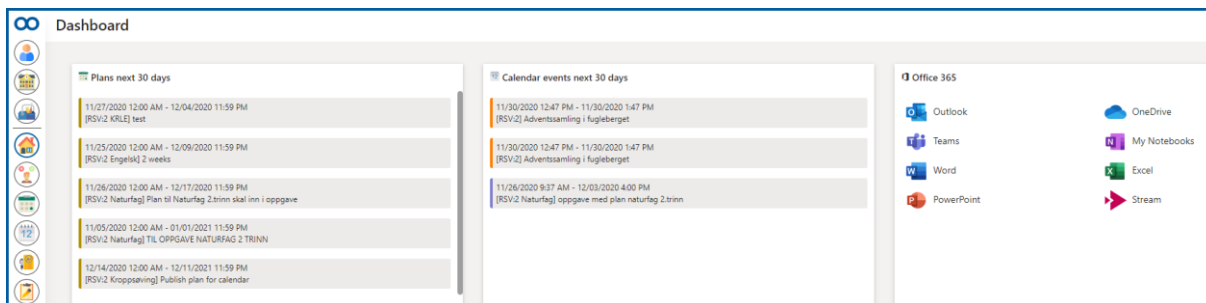 Dashboard
Plans next 30 days
11/27/2020 12:00 AM - 12/04/2020 11:59 PM
[RSV:2 KRLE] test
11/25/2020 12:00 AM - 12/09/2020 11:59 PM
[RSV:2 Engelsk] 2 weeks
11/26/2020 12:00 AM - 12/17/2020 11:59 PM
[RSV:2 Naturfag] Plan til Naturfag 2.trinn skal inn i oppgave
11/05/2020 12:00 AM - 01/01/2021 11:59 PM
[RSV:2 Naturfag] TIL OPPGAVE NATURFAG 2 TRINN
12/14/2020 12:00 AM - 12/11/2021 11:59 PM
[RSV:2 Kroppsøving] Publish plan for calendar
Calendar events next 30 days
11/30/2020 12:47 PM - 11/30/2020 1:47 PM
[RSV:2] Adventssamling i fugleberget
11/30/2020 12:47 PM - 11/30/2020 1:47 PM
[RSV:2] Adventssamling i fugleberget
11/26/2020 9:37 AM - 12/03/2020 4:00 PM
[RSV:2 Naturfag] oppgave med plan naturfag 2.trinn
Office 365
Outlook
OneDrive
Teams
My Notebooks
Word
Excel
PowerPoint
Stream
12